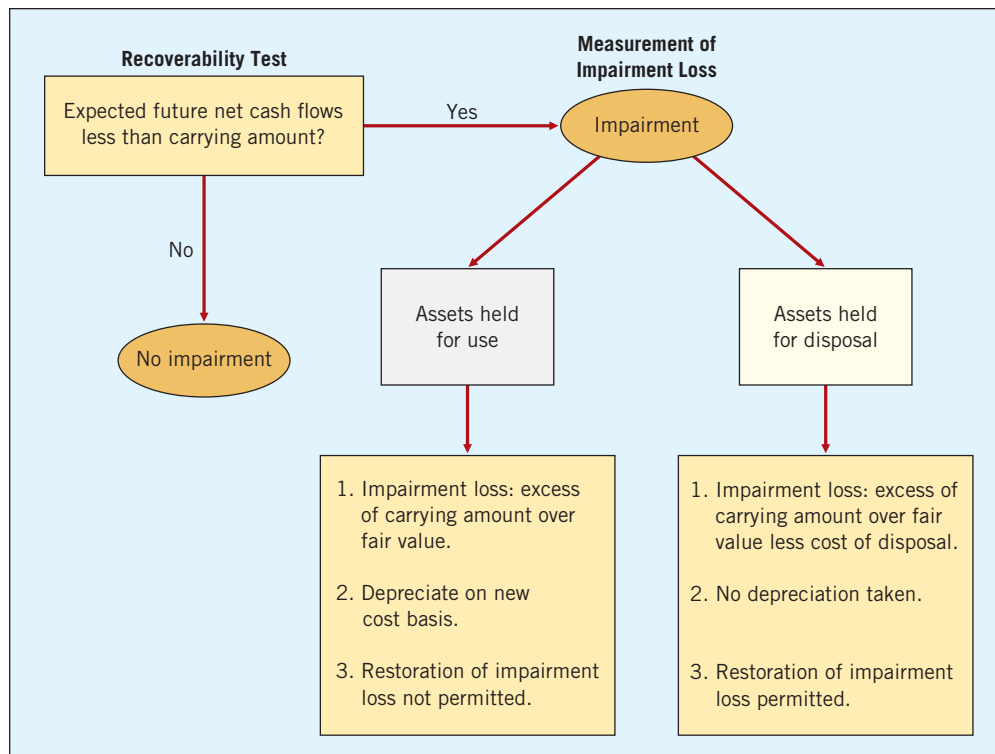 Recoverability Test
Expected future net cash flows
less than carrying amount?
Yes
Measurement of
Impairment Loss
Impairment
No
No impairment
Assets held
for use
Assets held
for disposal
1. Impairment loss: excess
of carrying amount over
fair value.
2. Depreciate on new
cost basis.
3. Restoration of impairment
loss not permitted.
1. Impairment loss: excess of
carrying amount over fair
value less cost of disposal.
2. No depreciation taken.
3. Restoration of impairment
loss permitted.